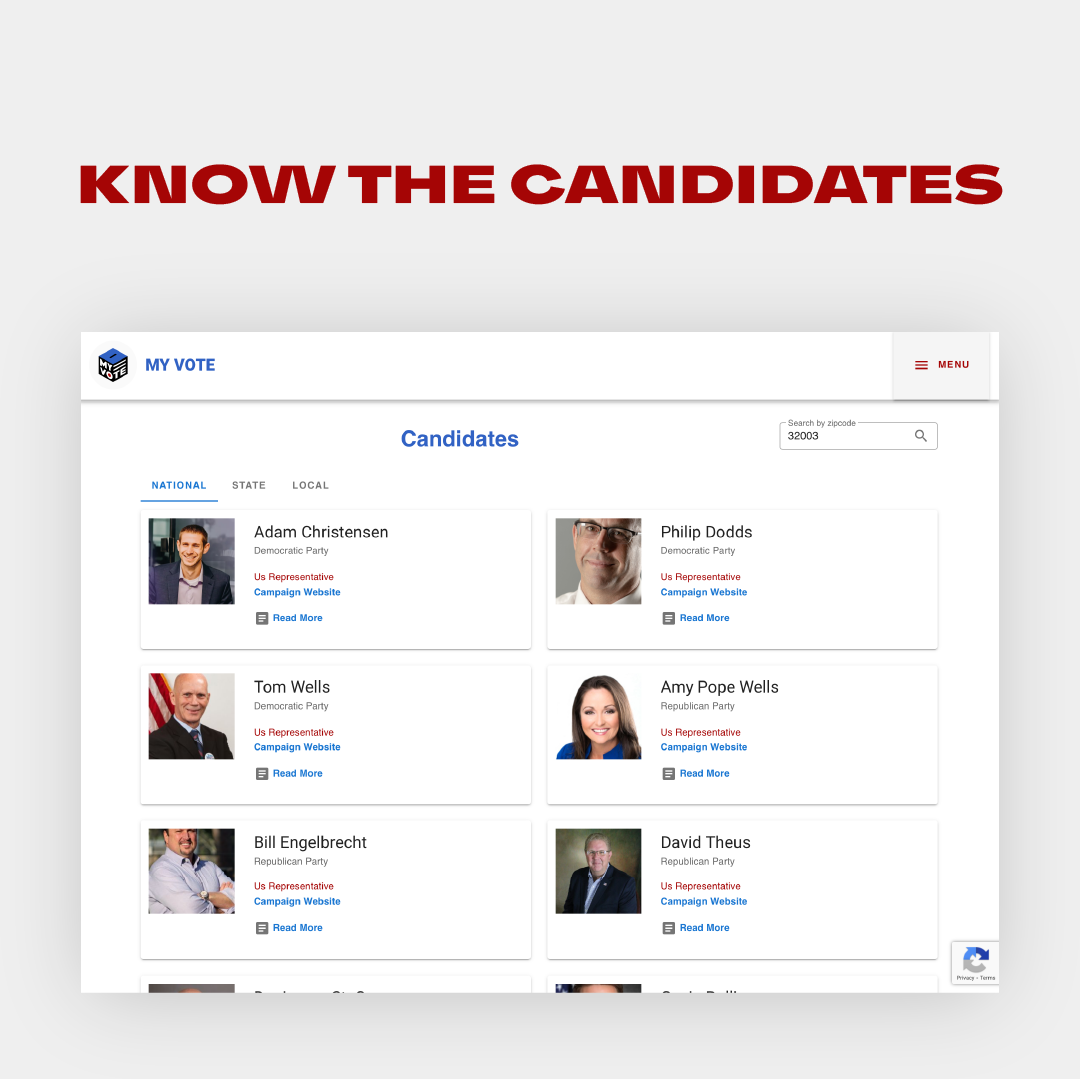 KNOW THE CANDIDATES
MY VOTE
MY VOTE
MENU
Candidates
Search by zipcode
32003
NATIONAL STATE LOCAL
Adam Christensen
Democratic Party
Us Representative
Campaign Website
Read More
Philip Dodds
Democratic Party
Us Representative
Campaign Website
Read More
Tom Wells
Democratic Party
Us Representative
Campaign Website
Read More
Amy Pope Wells
Republican Party
Us Representative
Campaign Website
Read More
Bill Engelbrecht
Republican Party
Us Representative
Campaign Website
Read More
David Theus
Republican Party
Us Representative
Campaign Website
Read More
Privacy - Terms